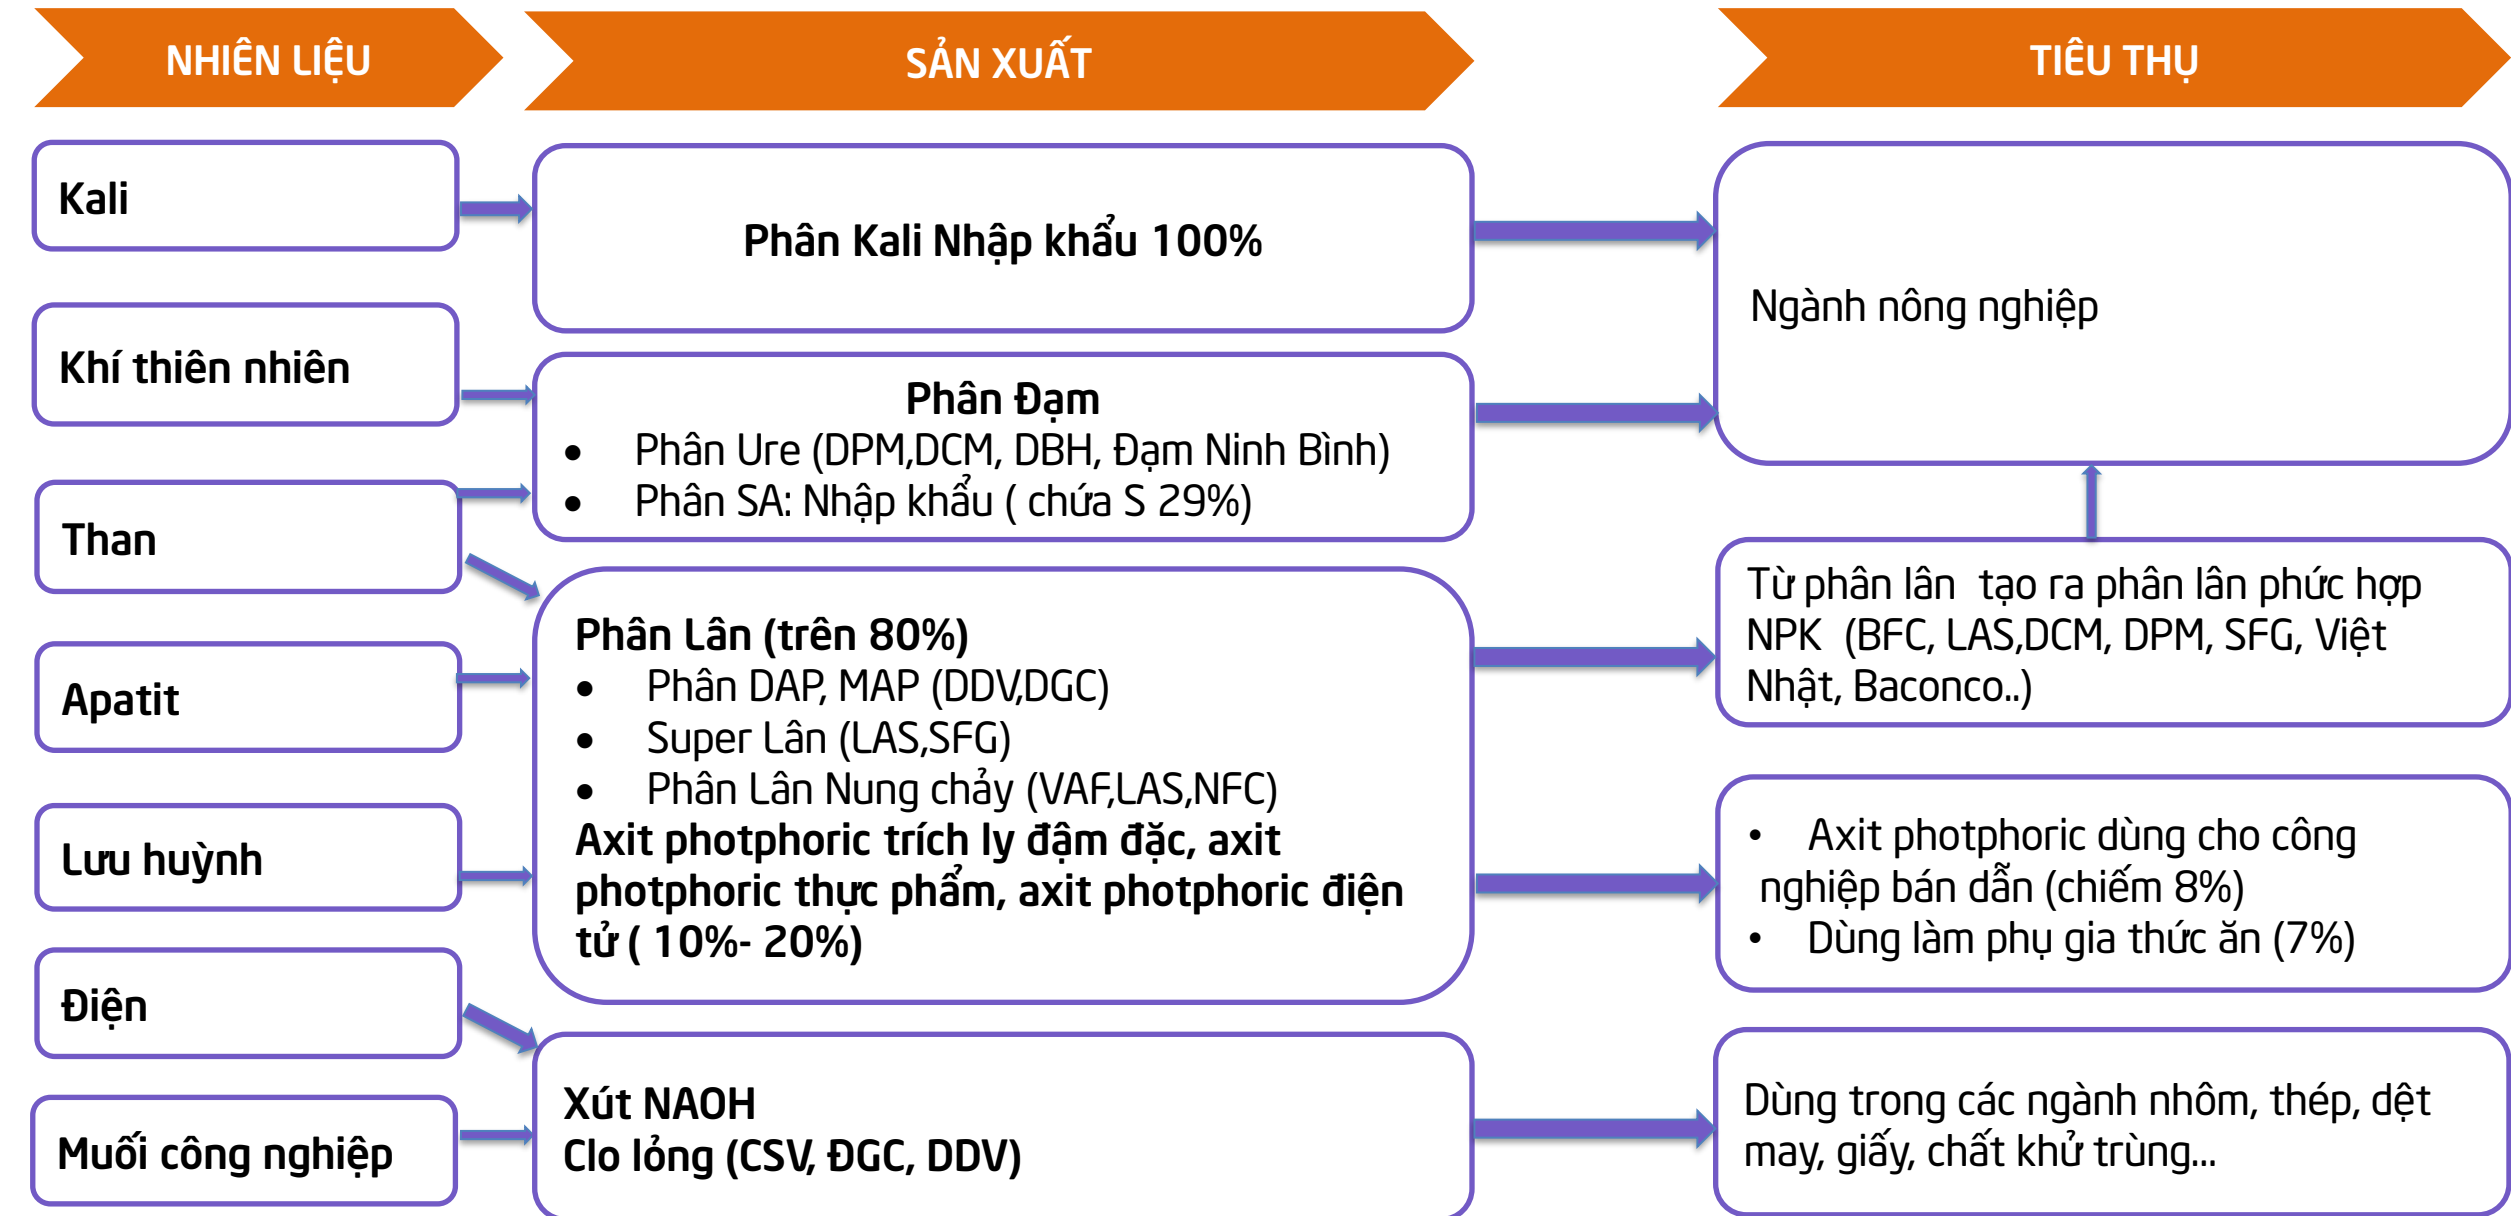 NHIÊN LIỆU
SẢN XUẤT
TIÊU THỤ
Kali
Khí thiên nhiên
Than
Apatit
Lưu huỳnh
Điện
Muối công nghiệp
Phân Kali Nhập khẩu 100%
Phân Đạm
• Phân Ure (DPM,DCM, DBH, Đạm Ninh Bình)
• Phân SA: Nhập khẩu ( chứa S 29%)
Phân Lân (trên 80%)
• Phân DAP, MAP (DDV,DGC)
• Super Lân (LAS,SFG)
• Phân Lân Nung chảy (VAF,LAS,NFC)
Axit photphoric trích ly đậm đặc, axit
photphoric thực phẩm, axit photphoric điện
tử ( 10%- 20%)
Xút NAOH
Clo lỏng (CSV, ĐGC, DDV)
Ngành nông nghiệp
Từ phân lân tạo ra phân lân phức hợp
NPK (BFC, LAS,DCM, DPM, SFG, Việt
Nhật, Baconco..)
• Axit photphoric dùng cho công
nghiệp bán dẫn (chiếm 8%)
• Dùng làm phụ gia thức ăn (7%)
Dùng trong các ngành nhôm, thép, dệt
may, giấy, chất khử trùng...